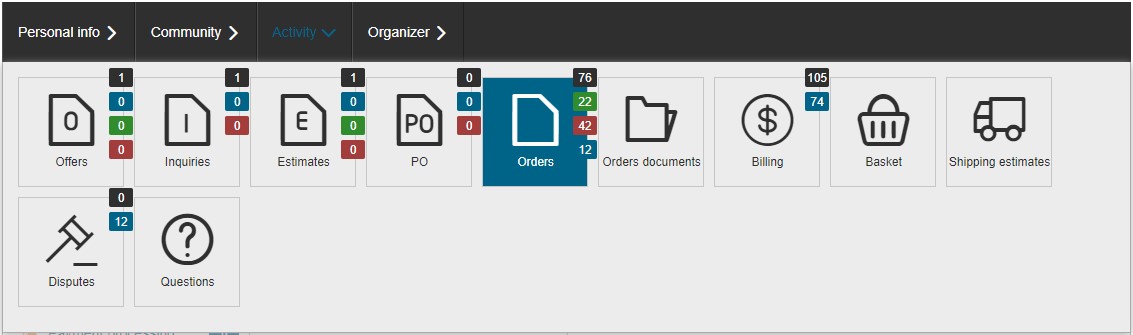 Personal info Community Activity Organizer
1 1 1 0 76 105
0 0 0 0 22 74
0 0 0 0 42
0 0 12
O I E PO $
Offers Inquiries Estimates PO Orders Orders documents Billing Basket Shipping estimates
0
12
?
Disputes Questions